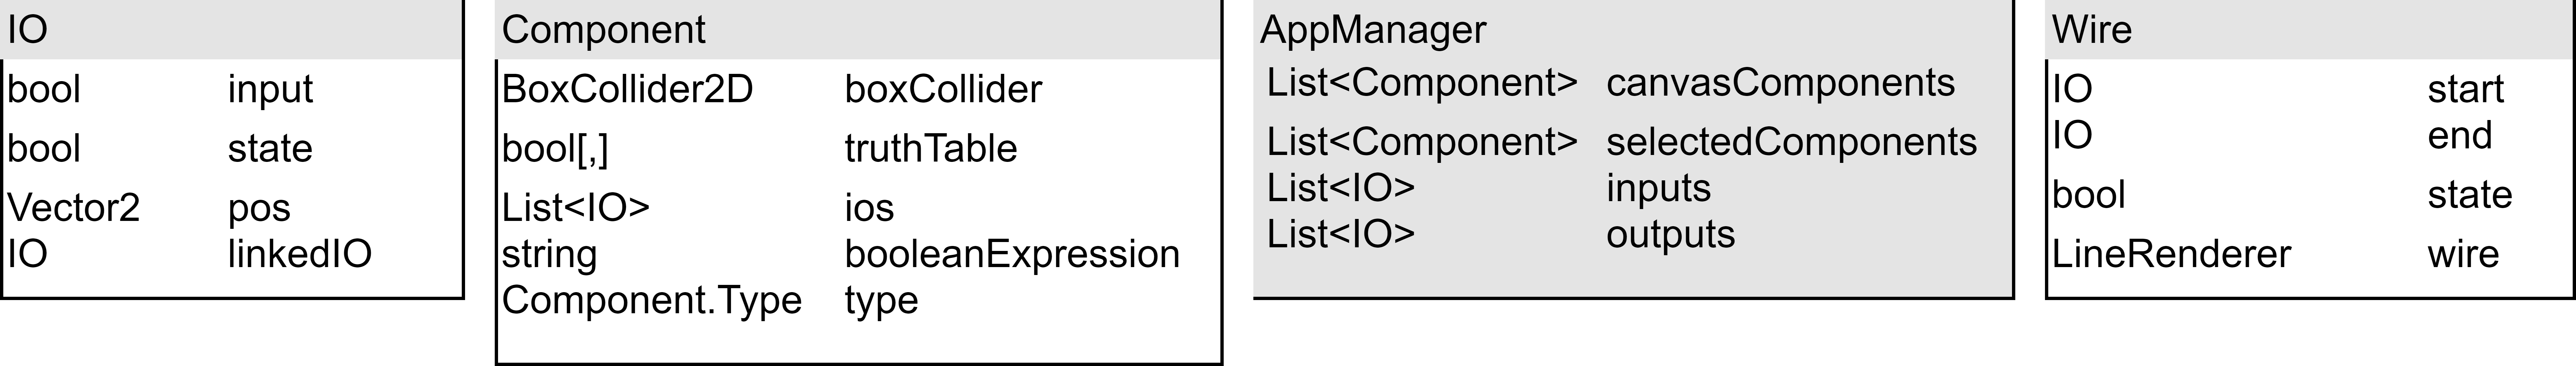 IO
bool input
bool state
Vector2 pos
IO linkedIO
Component
BoxCollider2D boxCollider
bool[,] truthTable
List<IO> ios
string booleanExpression
Component.Type type
AppManager
List<Component> canvasComponents
List<Component> selectedComponents
List<IO> inputs
List<IO> outputs
Wire
IO start
IO end
bool state
LineRenderer wire